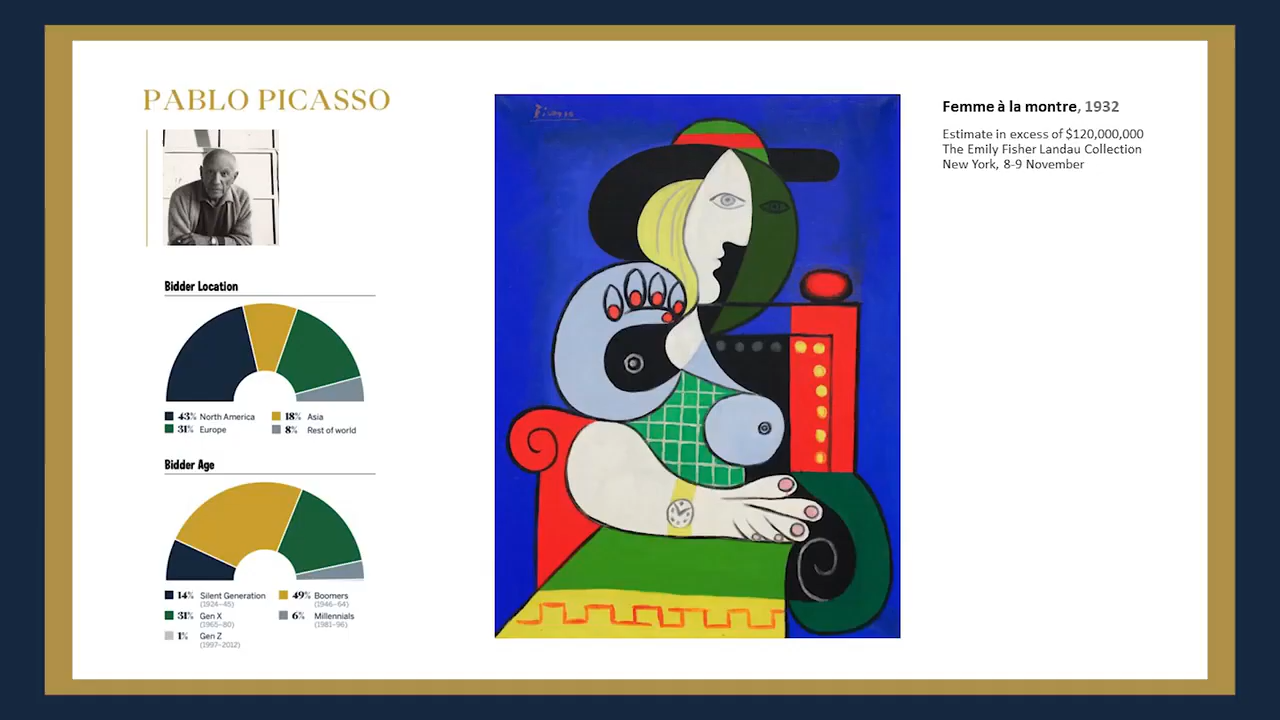 PABLO PICASSO
Bidder Location
43% North America
18% Asia
31% Europe
8% Rest of world
Bidder Age
14% Silent Generation
(1924–45)
49% Boomers
(1946–64)
31% Gen X
(1965–80)
6% Millennials
(1981–96)
1% Gen Z
(1997–2012)
Picasso
Femme à la montre, 1932
Estimate in excess of $120,000,000
The Emily Fisher Landau Collection
New York, 8-9 November